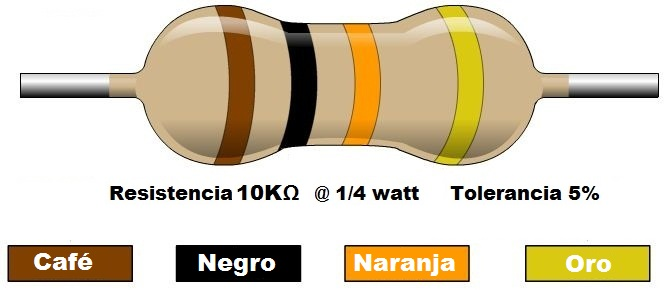 Resistencia 10KΩ @ 1/4 watt Tolerancia 5%
Café Negro Naranja Oro